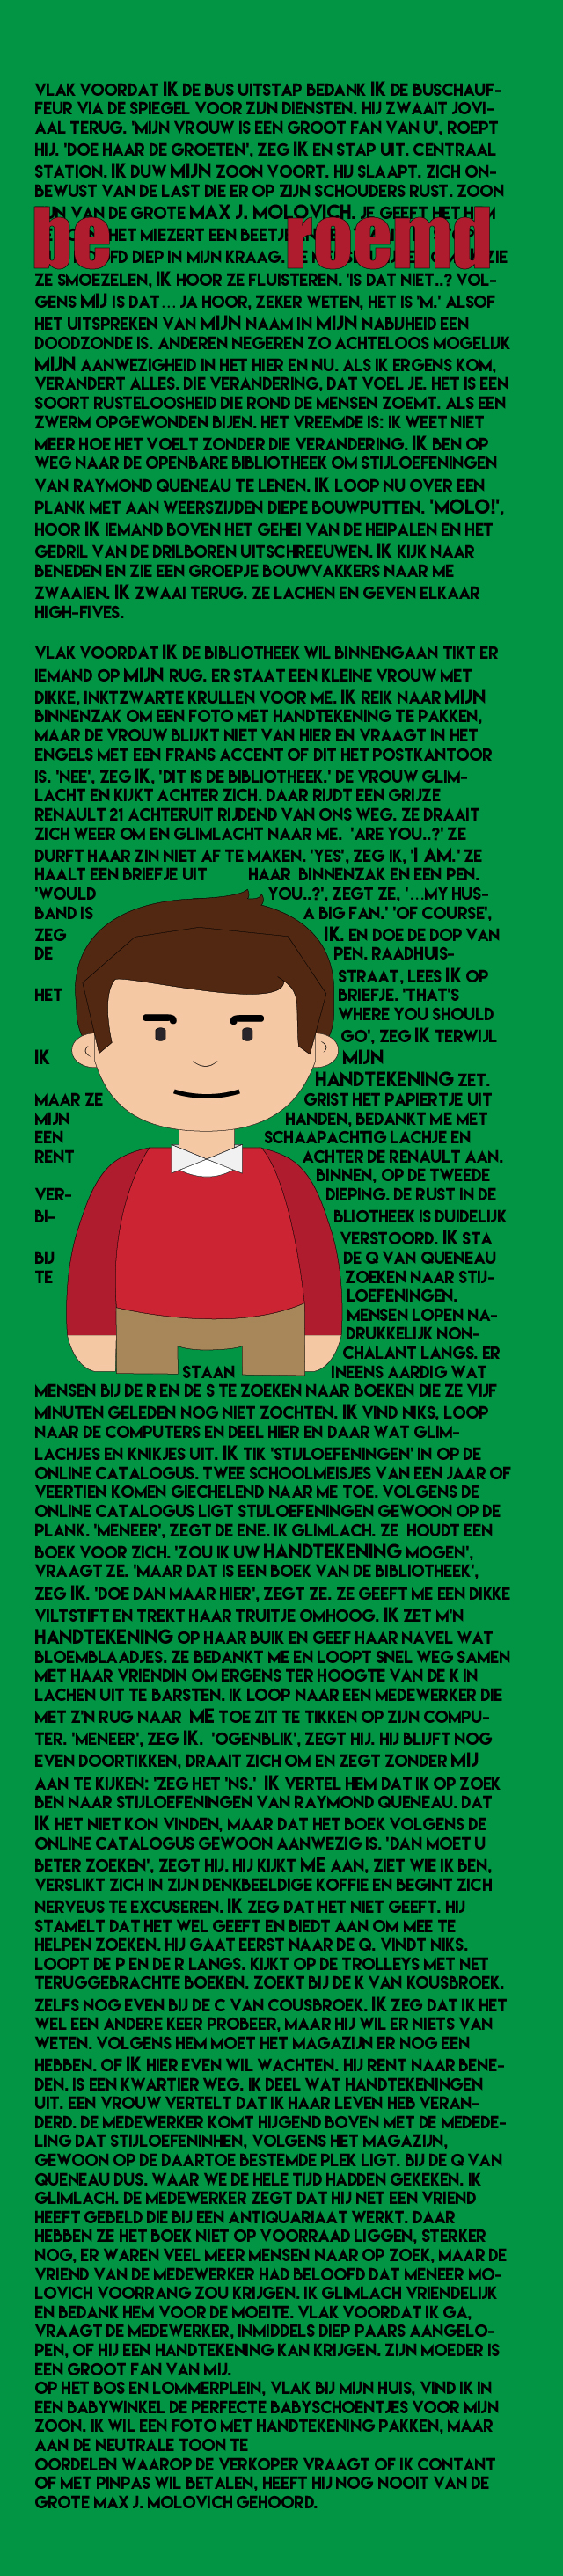 VLAK VOORDAT IK DE BUS UITSTAP BEDANK IK DE BUSCHAUF-
FEUR VIA DE SPIEGEL VOOR ZIJN DIENSTEN. HIJ ZWAAIT JOVI-
AAL TERUG. 'MIJN VROUW IS EEN GROOT FAN VAN U', ROEPT
HIJ. 'DOE HAAR DE GROETEN', ZEG IK EN STAP UIT. CENTRAAL
STATION. IK DUW MIJN ZOON VOORT. HIJ SLAAPT. ZICH ON-
BEWUST VAN DE LAST DIE ER OP ZIJN SCHOUDERS RUST. ZOON
VAN DE GROTE MAX J. MOLOVICH. JE GEEFT HET
be roemd
HET MIEZERT EEN BEETJE
DIEP IN MIJN KRAAG. ZIE
ZE SMOEZELEN, IK HOOR ZE FLUISTEREN. 'IS DAT NIET..? VOL-
GENS MIJ IS DAT... JA HOOR, ZEKER WETEN, HET IS 'M.' ALSOF
HET UITSPREKEN VAN MIJN NAAM IN MIJN NABIJHEID EEN
DOODZONDE IS. ANDEREN NEGEREN ZO ACHTELOOS MOGELIJK
MIJN AANWEZIGHEID IN HET HIER EN NU. ALS IK ERGENS KOM,
VERANDERT ALLES. DIE VERANDERING, DAT VOEL JE. HET IS EEN
SOORT RUSTELOOSHEID DIE ROND DE MENSEN ZOEMT. ALS EEN
ZWERM OPGEWONDEN BIJEN. HET VREEMDE IS: IK WEET NIET
MEER HOE HET VOELT ZONDER DIE VERANDERING. IK BEN OP
WEG NAAR DE OPENBARE BIBLIOTHEEK OM STIJLOEFENINGEN
VAN RAYMOND QUENEAU TE LENEN. IK LOOP NU OVER EEN
PLANK MET AAN WEERSZIJDEN DIEPE BOUWPUTTEN. 'MOLO!',
HOOR IK IEMAND BOVEN HET GEHEI VAN DE HEIPALEN EN HET
GEDRIL VAN DE DRILBOREN UITSCHREEUWEN. IK KIJK NAAR
BENEDEN EN ZIE EEN GROEPJE BOUWVAKKERS NAAR ME
ZWAAIEN. IK ZWAAI TERUG. ZE LACHEN EN GEVEN ELKAAR
HIGH-FIVES.
VLAK VOORDAT IK DE BIBLIOTHEEK WIL BINNENGAAN TIKT ER
IEMAND OP MIJN RUG. ER STAAT EEN KLEINE VROUW MET
DIKKE, INKTZWARTE KRULLEN VOOR ME. IK REIK NAAR MIJN
BINNENZAK OM EEN FOTO MET HANDTEKENING TE PAKKEN,
MAAR DE VROUW BLIJKT NIET VAN HIER EN VRAAGT IN HET
ENGELS MET EEN FRANS ACCENT OF DIT HET POSTKANTOOR
IS. 'NEE', ZEG IK, 'DIT IS DE BIBLIOTHEEK.' DE VROUW GLIM-
LACHT EN KIJKT ACHTER ZICH. DAAR RIJDT EEN GRIJZE
RENAULT 21 ACHTERUIT RIJDEND VAN ONS WEG. ZE DRAAIT
ZICH WEER OM EN GLIMLACHT NAAR ME. 'ARE YOU..?' ZE
DURFT HAAR ZIN NIET AF TE MAKEN. 'YES', ZEG IK, 'I AM.' ZE
HAALT EEN BRIEFJE UIT HAAR BINNENZAK EN EEN PEN.
'WOULD YOU..?', ZEGT ZE, '...MY HUS-
BAND IS A BIG FAN.' 'OF COURSE',
ZEG IK. EN DOE DE DOP VAN
DE PEN. RAADHUIS-
STRAAT, LEES IK OP
HET BRIEFJE. 'THAT'S
WHERE YOU SHOULD
GO', ZEG IK TERWIJL
IK MIJN
HANDTEKENING ZET.
MAAR ZE GRIST HET PAPIERTJE UIT
MIJN HANDEN, BEDANKT ME MET
EEN SCHAAPACHTIG LACHJE EN
RENT ACHTER DE RENAULT AAN.
BINNEN, OP DE TWEEDE
VER- DIEPING. DE RUST IN DE
BI- BLIOTHEEK IS DUIDELIJK
VERSTOORD. IK STA
BIJ DE Q VAN QUENEAU
TE ZOEKEN NAAR STIJ-
LOEFENINGEN.
MENSEN LOPEN NA-
DRUKKELIJK NON-
CHALANT LANGS. ER
STAAN INEENS AARDIG WAT
MENSEN BIJ DE R EN DE S TE ZOEKEN NAAR BOEKEN DIE ZE VIJF
MINUTEN GELEDEN NOG NIET ZOCHTEN. IK VIND NIKS, LOOP
NAAR DE COMPUTERS EN DEEL HIER EN DAAR WAT GLIM-
LACHJES EN KNIKJES UIT. IK TIK 'STIJLOEFENINGEN' IN OP DE
ONLINE CATALOGUS. TWEE SCHOOLMEISJES VAN EEN JAAR OF
VEERTIEN KOMEN GIECHELEND NAAR ME TOE. VOLGENS DE
ONLINE CATALOGUS LIGT STIJLOEFENINGEN GEWOON OP DE
PLANK. 'MENEER', ZEGT DE ENE. IK GLIMLACH. ZE HOUDT EEN
BOEK VOOR ZICH. 'ZOU IK UW HANDTEKENING MOGEN',
VRAAGT ZE. 'MAAR DAT IS EEN BOEK VAN DE BIBLIOTHEEK',
ZEG IK. 'DOE DAN MAAR HIER', ZEGT ZE. ZE GEEFT ME EEN DIKKE
VILTSTIFT EN TREKT HAAR TRUITJE OMHOOG. IK ZET M'N
HANDTEKENING OP HAAR BUIK EN GEEF HAAR NAVEL WAT
BLOEMBLAADJES. ZE BEDANKT ME EN LOOPT SNEL WEG SAMEN
MET HAAR VRIENDIN OM ERGENS TER HOOGTE VAN DE K IN
LACHEN UIT TE BARSTEN. IK LOOP NAAR EEN MEDEWERKER DIE
MET Z'N RUG NAAR ME TOE ZIT TE TIKKEN OP ZIJN COMPU-
TER. 'MENEER', ZEG IK. 'OGENBLIK', ZEGT HIJ. HIJ BLIJFT NOG
EVEN DOORTIKKEN, DRAAIT ZICH OM EN ZEGT ZONDER MIJ
AAN TE KIJKEN: 'ZEG HET 'NS.' IK VERTEL HEM DAT IK OP ZOEK
BEN NAAR STIJLOEFENINGEN VAN RAYMOND QUENEAU. DAT
IK HET NIET KON VINDEN, MAAR DAT HET BOEK VOLGENS DE
ONLINE CATALOGUS GEWOON AANWEZIG IS. 'DAN MOET U
BETER ZOEKEN', ZEGT HIJ. HIJ KIJKT ME AAN, ZIET WIE IK BEN,
VERSLIKT ZICH IN ZIJN DENKBEELDIGE KOFFIE EN BEGINT ZICH
NERVEUS TE EXCUSEREN. IK ZEG DAT HET NIET GEEFT. HIJ
STAMELT DAT HET WEL GEEFT EN BIEDT AAN OM MEE TE
HELPEN ZOEKEN. HIJ GAAT EERST NAAR DE Q. VINDT NIKS.
LOOPT DE P EN DE R LANGS. KIJKT OP DE TROLLEYS MET NET
TERUGGEBRACHTE BOEKEN. ZOEKT BIJ DE K VAN KOUSBROEK.
ZELFS NOG EVEN BIJ DE C VAN COUSBROEK. IK ZEG DAT IK HET
WEL EEN ANDERE KEER PROBEER, MAAR HIJ WIL ER NIETS VAN
WETEN. VOLGENS HEM MOET HET MAGAZIJN ER NOG EEN
HEBBEN. OF IK HIER EVEN WIL WACHTEN. HIJ RENT NAAR BENE-
DEN. IS EEN KWARTIER WEG. IK DEEL WAT HANDTEKENINGEN
UIT. EEN VROUW VERTELT DAT IK HAAR LEVEN HEB VERAN-
DERD. DE MEDEWERKER KOMT HIJGEND BOVEN MET DE MEDEDE-
LING DAT STIJLOEFENINHEN, VOLGENS HET MAGAZIJN,
GEWOON OP DE DAARTOE BESTEMDE PLEK LIGT. BIJ DE Q VAN
QUENEAU DUS. WAAR WE DE HELE TIJD HADDEN GEKEKEN. IK
GLIMLACH. DE MEDEWERKER ZEGT DAT HIJ NET EEN VRIEND
HEEFT GEBELD DIE BIJ EEN ANTIQUARIAAT WERKT. DAAR
HEBBEN ZE HET BOEK NIET OP VOORRAAD LIGGEN, STERKER
NOG, ER WAREN VEEL MEER MENSEN NAAR OP ZOEK, MAAR DE
VRIEND VAN DE MEDEWERKER HAD BELOOFD DAT MENEER MO-
LOVICH VOORRANG ZOU KRIJGEN. IK GLIMLACH VRIENDELIJK
EN BEDANK HEM VOOR DE MOEITE. VLAK VOORDAT IK GA,
VRAAGT DE MEDEWERKER, INMIDDELS DIEP PAARS AANGELO-
PEN, OF HIJ EEN HANDTEKENING KAN KRIJGEN. ZIJN MOEDER IS
EEN GROOT FAN VAN MIJ.
OP HET BOS EN LOMMERPLEIN, VLAK BIJ MIJN HUIS, VIND IK IN
EEN BABYWINKEL DE PERFECTE BABYSCHOENTJES VOOR MIJN
ZOON. IK WIL EEN FOTO MET HANDTEKENING PAKKEN, MAAR
AAN DE NEUTRALE TOON TE
OORDELEN WAAROP DE VERKOPER VRAAGT OF IK CONTANT
OF MET PINPAS WIL BETALEN, HEEFT HIJ NOG NOOIT VAN DE
GROTE MAX J. MOLOVICH GEHOORD.